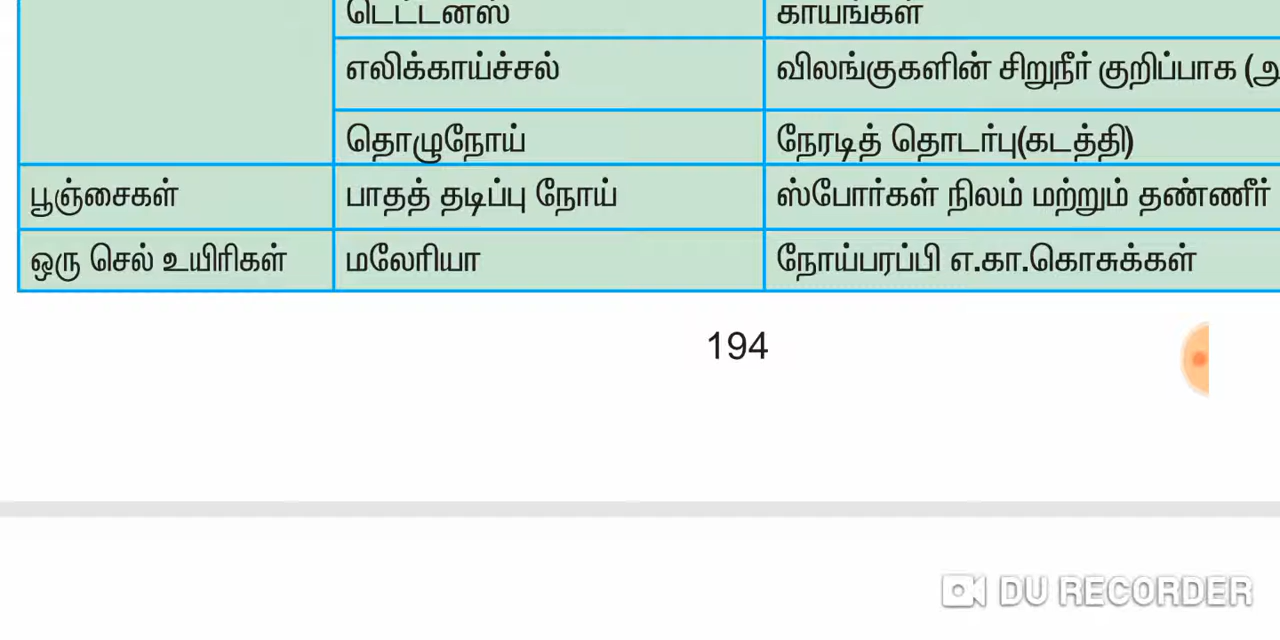 டெட்டனஸ் காயங்கள்
எலிக்காய்ச்சல் விலங்குகளின் சிறுநீர் குறிப்பாக
தொழுநோய் நேரடித் தொடர்பு(கடத்தி)
பூஞ்சைகள் பாதத் தடிப்பு நோய் ஸ்போர்கள் நிலம் மற்றும் தண்ணீர்
ஒரு செல் உயிரிகள் மலேரியா நோய்பரப்பி எ.கா.கொசுக்கள்
194
DU RECORDER